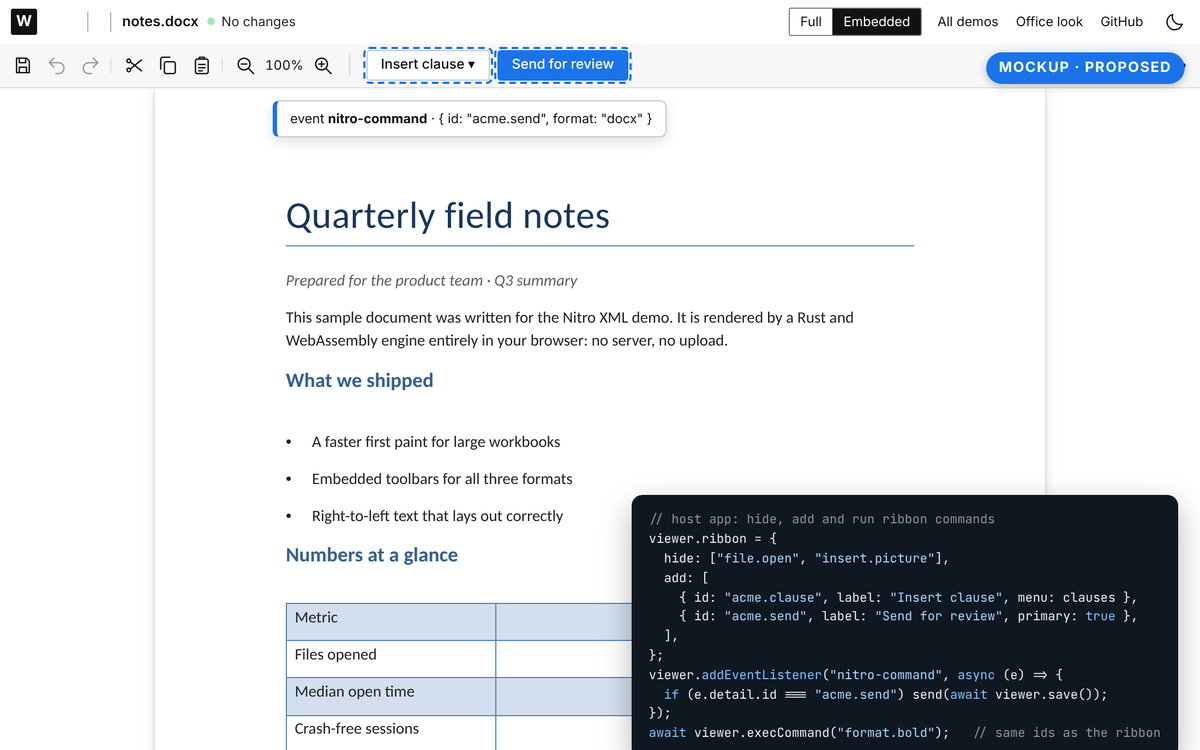 W notes.docx No changes Full Embedded All demos Office look GitHub
100% Insert clause ▾ Send for review MOCKUP · PROPOSED
event nitro-command · { id: "acme.send", format: "docx" }
Quarterly field notes
Prepared for the product team · Q3 summary
This sample document was written for the Nitro XML demo. It is rendered by a Rust and
WebAssembly engine entirely in your browser: no server, no upload.
What we shipped
• A faster first paint for large workbooks
• Embedded toolbars for all three formats
• Right-to-left text that lays out correctly
Numbers at a glance
Metric
Files opened
Median open time
Crash-free sessions
// host app: hide, add and run ribbon commands
viewer.ribbon = {
  hide: ["file.open", "insert.picture"],
  add: [
    { id: "acme.clause", label: "Insert clause", menu: clauses },
    { id: "acme.send", label: "Send for review", primary: true },
  ],
};
viewer.addEventListener("nitro-command", async (e) => {
  if (e.detail.id === "acme.send") send(await viewer.save());
});
await viewer.execCommand("format.bold");   // same ids as the ribbon